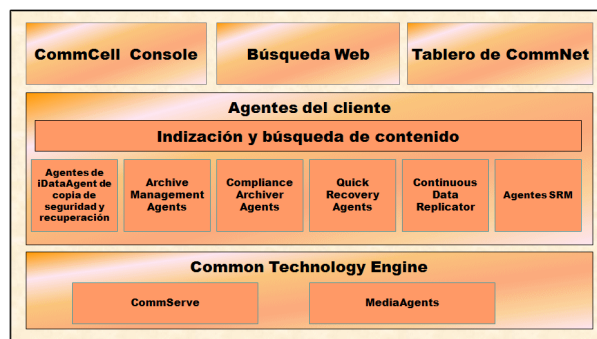 CommCell Console
Búsqueda Web
Tablero de CommNet
Agentes del cliente
Indización y búsqueda de contenido
Agentes de
iDataAgent de
copia de
seguridad y
recuperación
Archive
Management
Agents
Compliance
Archiver
Agents
Quick
Recovery
Agents
Continuous
Data
Replicator
Agentes SRM
Common Technology Engine
CommServe
MediaAgents